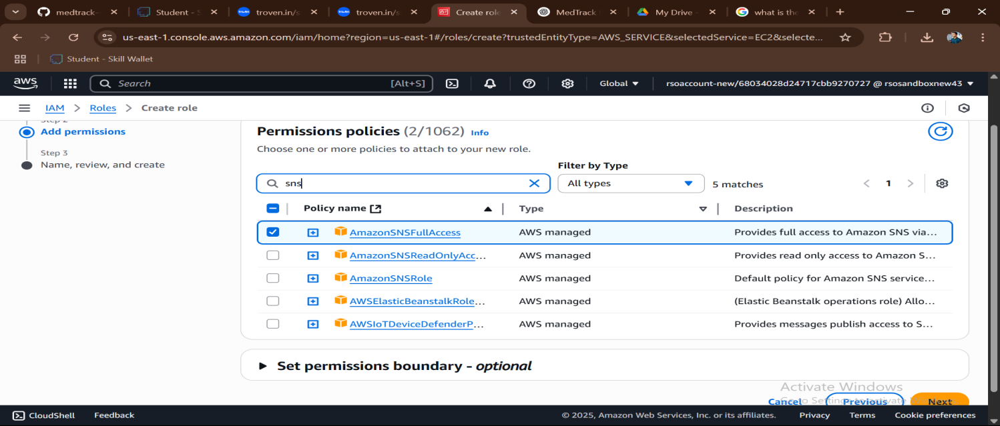 medtrack-
Student - S
troven.in/s
troven.in/s
Create role
MedTrack
My Drive -
what is the
us-east-1.console.aws.amazon.com/iam/home?region=us-east-1#/roles/create?trustedEntityType=AWS_SERVICE&selectedService=EC2&selecte...
Student - Skill Wallet
aws
Search [Alt+S]
Global
rsoaccount-new/68034028d24717cbb9270727 @ rsosandboxnew43
IAM > Roles > Create role
Step 2
Add permissions
Step 3
Name, review, and create
Permissions policies (2/1062) Info
Choose one or more policies to attach to your new role.
Filter by Type
sns
All types
5 matches
1
Policy name Type Description
AmazonSNSFullAccess AWS managed Provides full access to Amazon SNS via...
AmazonSNSReadOnlyAcc... AWS managed Provides read only access to Amazon S...
AmazonSNSRole AWS managed Default policy for Amazon SNS service...
AWSElasticBeanstalkRole... AWS managed (Elastic Beanstalk operations role) Allo...
AWSIoTDeviceDefenderP... AWS managed Provides messages publish access to S...
Set permissions boundary - optional
Activate Windows
Go to Settings to activate
Cancel Previous Next
CloudShell Feedback © 2025, Amazon Web Services, Inc. or its affiliates. Privacy Terms Cookie preferences